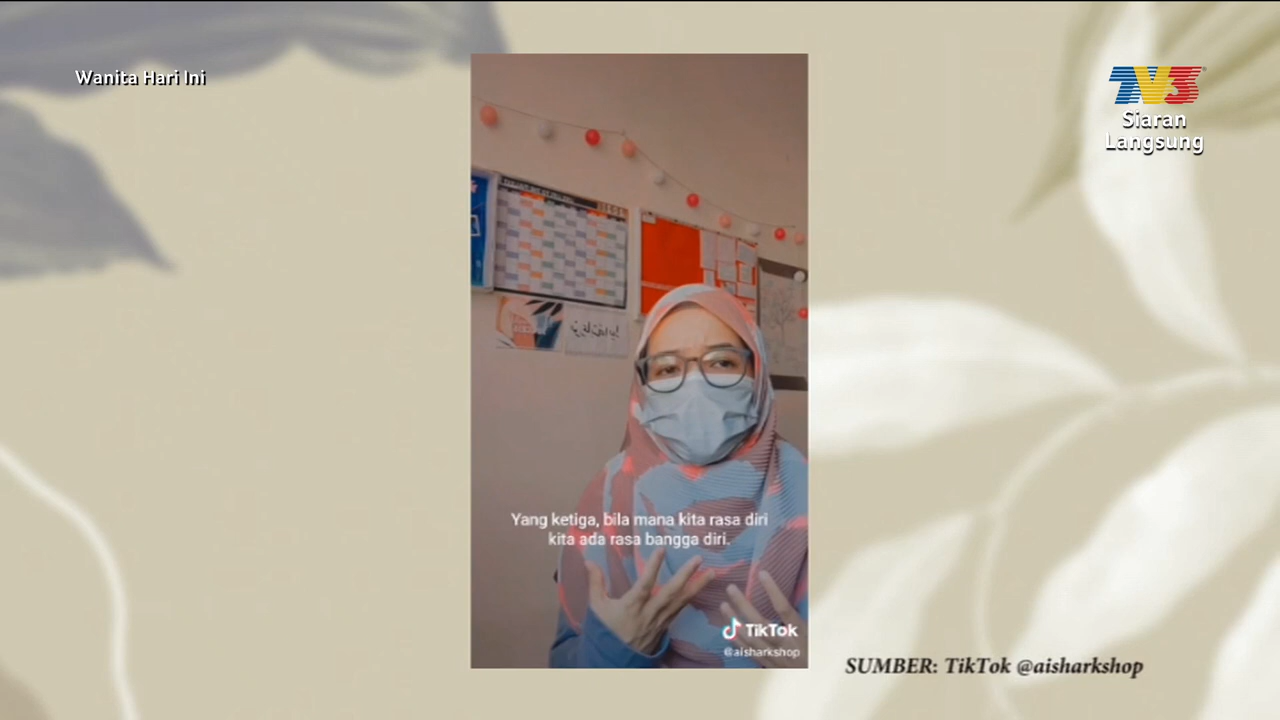 Wanita Hari Ini
TV3
Siaran
Langsung
Yang ketiga, bila mana kita rasa diri
kita ada rasa bangga diri.
TikTok
@aisharkshop
SUMBER: TikTok @aisharkshop